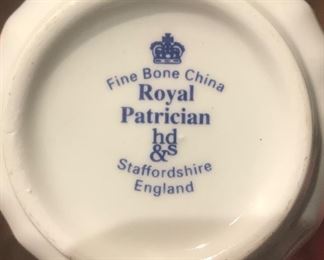 Fine Bone China
Royal
Patrician
hd
&s
Staffordshire
England